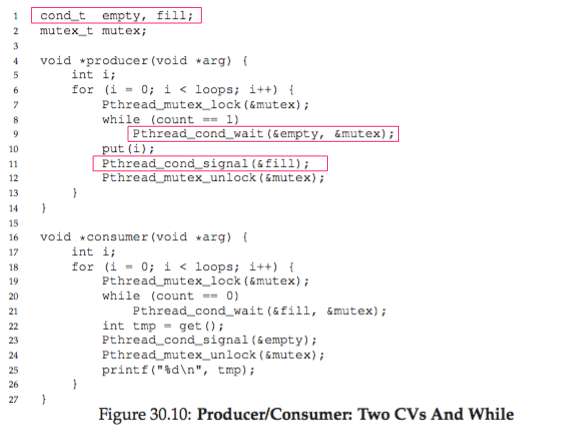 1 cond_t empty, fill;
2 mutex_t mutex;
3
4 void *producer(void *arg) {
5 int i;
6 for (i = 0; i < loops; i++) {
7 Pthread_mutex_lock(&mutex);
8 while (count == 1)
9 Pthread_cond_wait(&empty, &mutex);
10 put(i);
11 Pthread_cond_signal(&fill);
12 Pthread_mutex_unlock(&mutex);
13 }
14 }
15
16 void *consumer(void *arg) {
17 int i;
18 for (i = 0; i < loops; i++) {
19 Pthread_mutex_lock(&mutex);
20 while (count == 0)
21 Pthread_cond_wait(&fill, &mutex);
22 int tmp = get();
23 Pthread_cond_signal(&empty);
24 Pthread_mutex_unlock(&mutex);
25 printf("%d\n", tmp);
26 }
27 }
Figure 30.10: Producer/Consumer: Two CVs And While